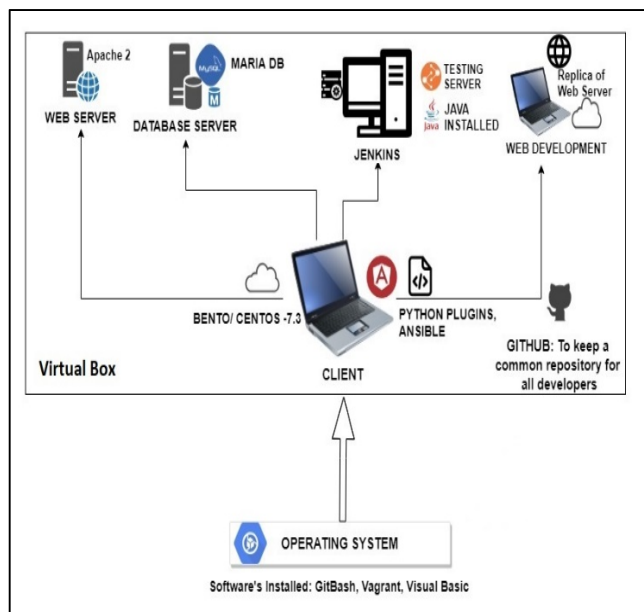 Apache 2
WEB SERVER
MySQL
MARIA DB
M
DATABASE SERVER
TESTING
SERVER
Java
JAVA
INSTALLED
JENKINS
Replica of
Web Server
WEB DEVELOPMENT
BENTO/ CENTOS -7.3
A
PYTHON PLUGINS,
ANSIBLE
CLIENT
GITHUB: To keep a
common repository for
all developers
Virtual Box
OPERATING SYSTEM
Software's Installed: GitBash, Vagrant, Visual Basic